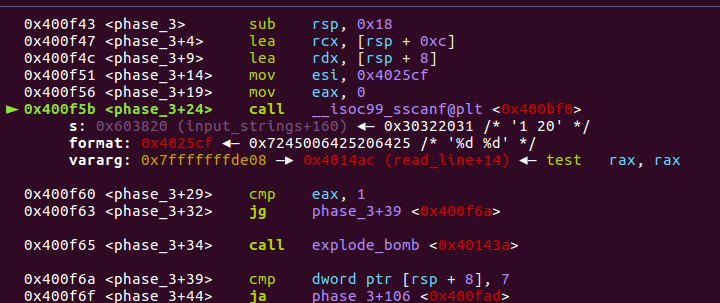 0x400f43 <phase_3> sub rsp, 0x18
0x400f47 <phase_3+4> lea rcx, [rsp + 0xc]
0x400f4c <phase_3+9> lea rdx, [rsp + 8]
0x400f51 <phase_3+14> mov esi, 0x4025cf
0x400f56 <phase_3+19> mov eax, 0
► 0x400f5b <phase_3+24> call __isoc99_sscanf@plt <0x400bf0>
s: 0x603820 (input_strings+160) ◂— 0x30322031 /* '1 20' */
format: 0x4025cf ◂— 0x7245006425206425 /* '%d %d' */
vararg: 0x7fffffffde08 —▸ 0x4014ac (read_line+14) ◂— test rax, rax
0x400f60 <phase_3+29> cmp eax, 1
0x400f63 <phase_3+32> jg phase_3+39 <0x400f6a>
0x400f65 <phase_3+34> call explode_bomb <0x40143a>
0x400f6a <phase_3+39> cmp dword ptr [rsp + 8], 7
0x400f6f <phase_3+44> ja phase_3+106 <0x400fad>